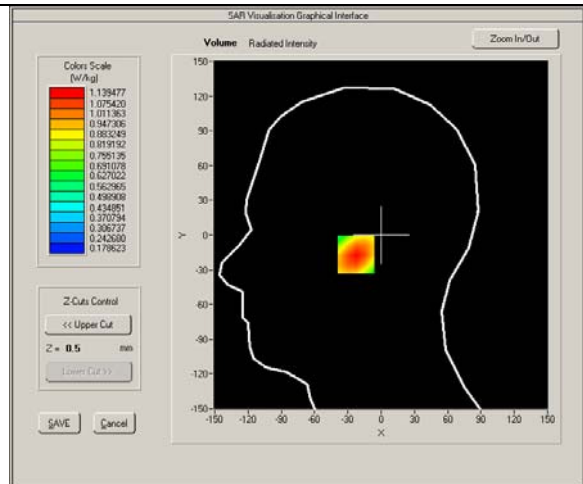 SAR Visualisation Graphical Interface
Volume Radiated Intensity
Zoom In/Out
Colors Scale
(W/kg)
1.139477
1.075420
1.011363
0.947306
0.883249
0.819192
0.755135
0.691078
0.627022
0.562965
0.498908
0.434851
0.370794
0.306737
0.242680
0.178623
Z-Cuts Control
<< Upper Cut
Z = 0.5 mm
Lower Cut >>
SAVE Cancel
150
120
90
60
30
0
-30
-60
-90
-120
-150
Y
-150 -120 -90 -60 -30 0 30 60 90 120 150
X